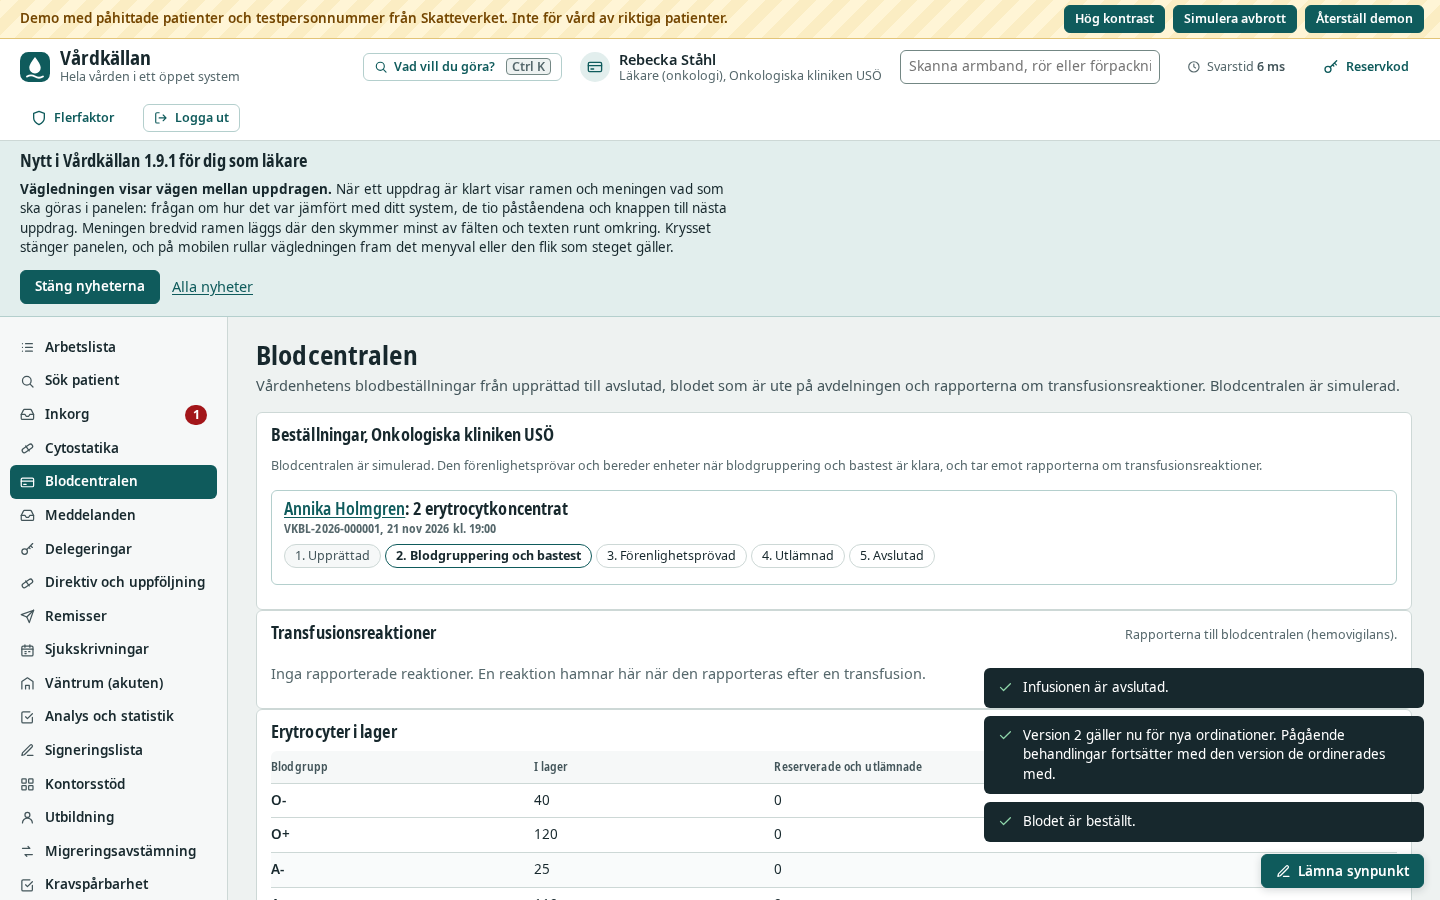 Demo med påhittade patienter och testpersonnummer från Skatteverket. Inte för vård av riktiga patienter.
Hög kontrast
Simulera avbrott
Återställ demon
Vårdkällan
Hela vården i ett öppet system
Vad vill du göra? Ctrl K
Rebecka Ståhl
Läkare (onkologi), Onkologiska kliniken USÖ
Skanna armband, rör eller förpackni
Svarstid 6 ms
Reservkod
Flerfaktor
Logga ut
Nytt i Vårdkällan 1.9.1 för dig som läkare
Vägledningen visar vägen mellan uppdragen. När ett uppdrag är klart visar ramen och meningen vad som
ska göras i panelen: frågan om hur det var jämfört med ditt system, de tio påståendena och knappen till nästa
uppdrag. Meningen bredvid ramen läggs där den skymmer minst av fälten och texten runt omkring. Krysset
stänger panelen, och på mobilen rullar vägledningen fram det menyval eller den flik som steget gäller.
Stäng nyheterna
Alla nyheter
Arbetslista
Sök patient
Inkorg 1
Cytostatika
Blodcentralen
Meddelanden
Delegeringar
Direktiv och uppföljning
Remisser
Sjukskrivningar
Väntrum (akuten)
Analys och statistik
Signeringslista
Kontorsstöd
Utbildning
Migreringsavstämning
Kravspårbarhet
Blodcentralen
Vårdenhetens blodbeställningar från upprättad till avslutad, blodet som är ute på avdelningen och rapporterna om transfusionsreaktioner. Blodcentralen är simulerad.
Beställningar, Onkologiska kliniken USÖ
Blodcentralen är simulerad. Den förenlighetsprövar och bereder enheter när blodgruppering och bastest är klara, och tar emot rapporterna om transfusionsreaktioner.
Annika Holmgren: 2 erytrocytkoncentrat
VKBL-2026-000001, 21 nov 2026 kl. 19:00
1. Upprättad
2. Blodgruppering och bastest
3. Förenlighetsprövad
4. Utlämnad
5. Avslutad
Transfusionsreaktioner
Rapporterna till blodcentralen (hemovigilans).
Inga rapporterade reaktioner. En reaktion hamnar här när den rapporteras efter en transfusion.
Erytrocyter i lager
Blodgrupp I lager Reserverade och utlämnade
O- 40 0
O+ 120 0
A- 25 0
Infusionen är avslutad.
Version 2 gäller nu för nya ordinationer. Pågående
behandlingar fortsätter med den version de ordinerades
med.
Blodet är beställt.
Lämna synpunkt